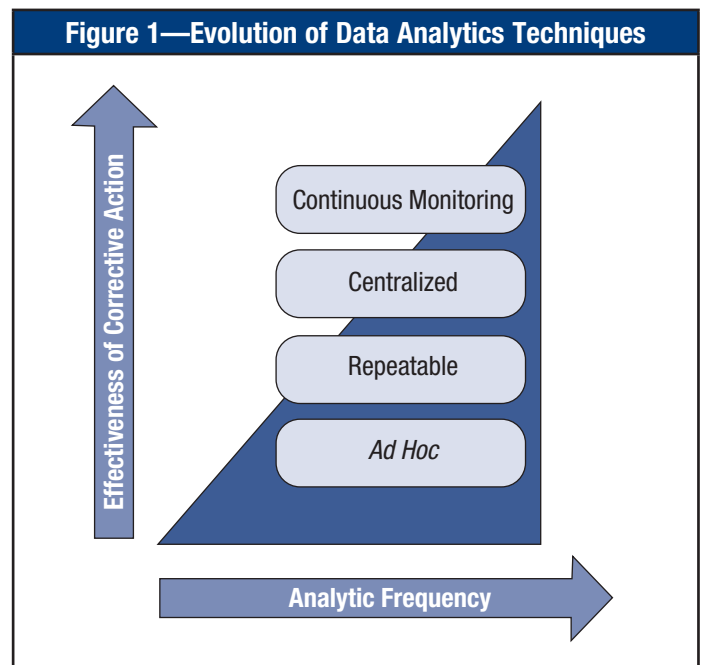 Figure 1—Evolution of Data Analytics Techniques
Effectiveness of Corrective Action
Continuous Monitoring
Centralized
Repeatable
Ad Hoc
Analytic Frequency